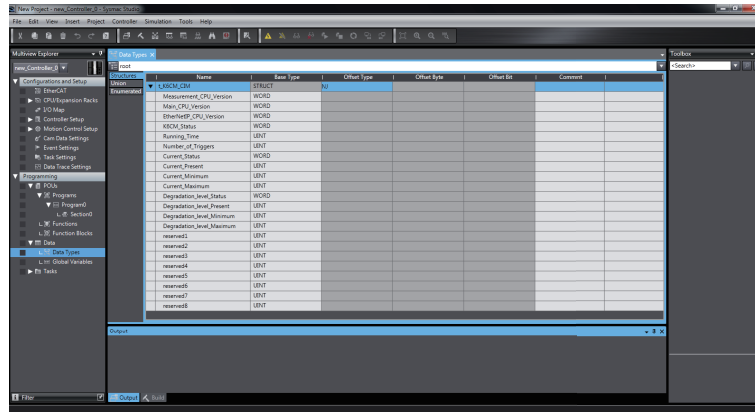 New Project - new_Controller_0 - Sysmac Studio
File Edit View Insert Project Controller Simulation Tools Help
Multiview Explorer
new_Controller_0
Configurations and Setup
EtherCAT
CPU/Expansion Racks
I/O Map
Controller Setup
Motion Control Setup
Cam Data Settings
Event Settings
Task Settings
Data Trace Settings
Programming
POUs
Programs
Program0
Section0
Functions
Function Blocks
Data
Data Types
Global Variables
Tasks
Filter
Data Types
root
Structures
Union
Enumerated
Name Base Type Offset Type Offset Byte Offset Bit Comment
t_K6CM_CIM STRUCT NJ
Measurement_CPU_Version WORD
Main_CPU_Version WORD
EtherNetIP_CPU_Version WORD
K6CM_Status WORD
Running_Time UINT
Number_of_Triggers UINT
Current_Status WORD
Current_Present UINT
Current_Minimum UINT
Current_Maximum UINT
Degradation_level_Status WORD
Degradation_level_Present UINT
Degradation_level_Minimum UINT
Degradation_level_Maximum UINT
reserved1 UINT
reserved2 UINT
reserved3 UINT
reserved4 UINT
reserved5 UINT
reserved6 UINT
reserved7 UINT
reserved8 UINT
Output
Output Build
Toolbox
<Search>